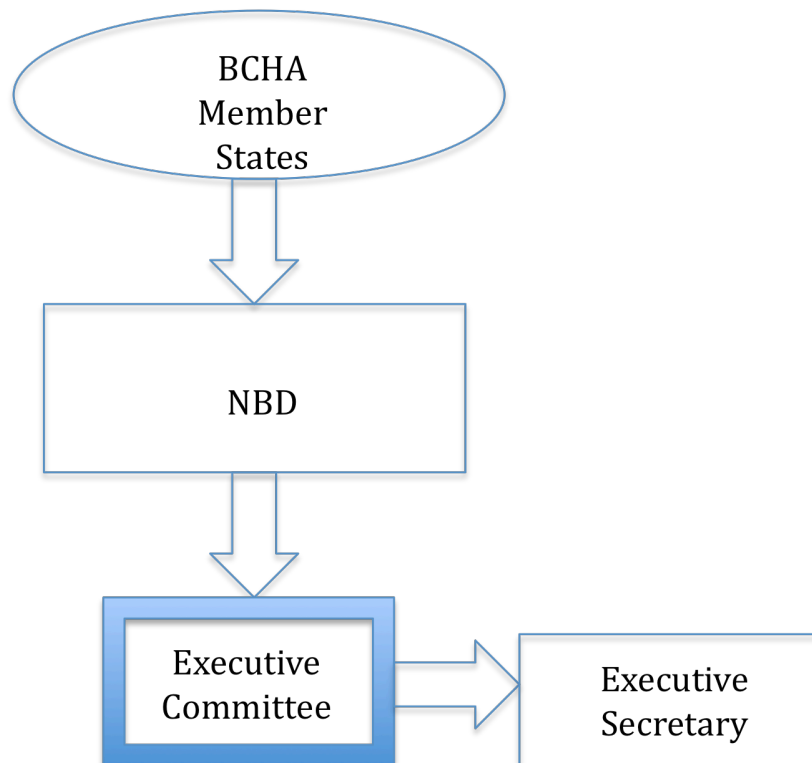 BCHA
Member
States
NBD
Executive
Committee
Executive
Secretary